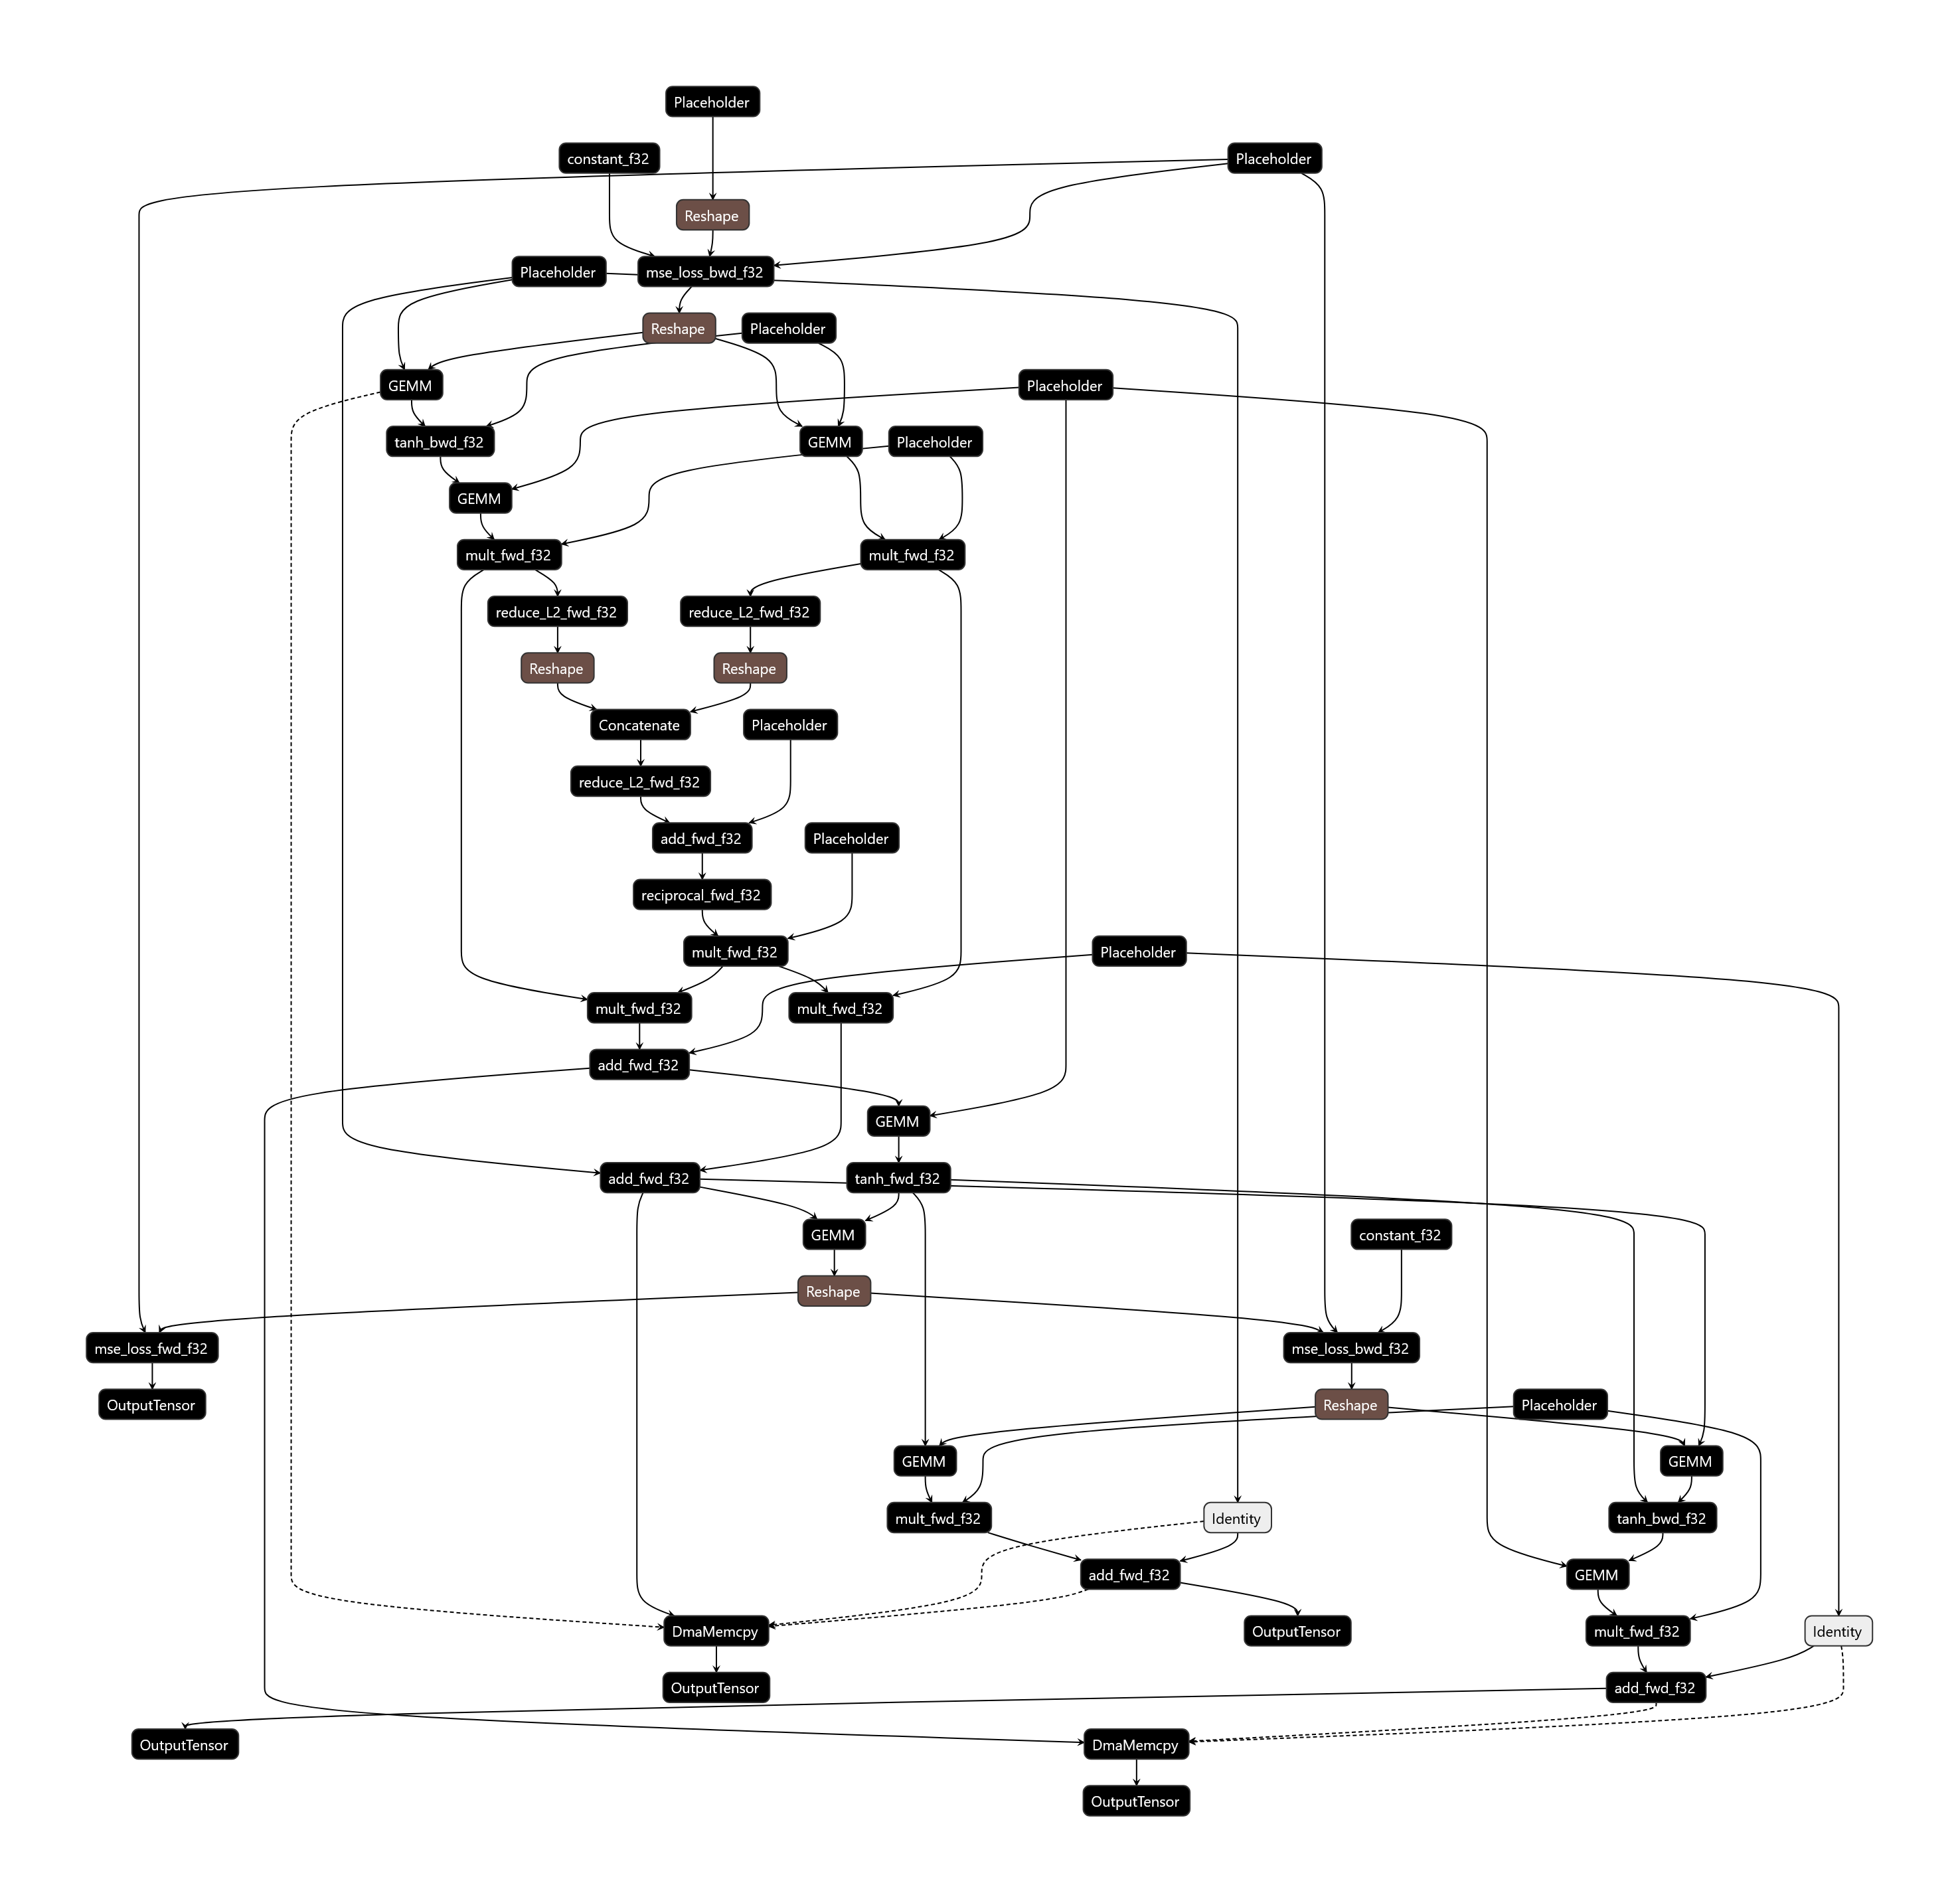 Placeholder
constant_f32
Placeholder
Reshape
Placeholder
mse_loss_bwd_f32
Reshape
Placeholder
GEMM
Placeholder
tanh_bwd_f32
GEMM
Placeholder
GEMM
mult_fwd_f32
mult_fwd_f32
reduce_L2_fwd_f32
reduce_L2_fwd_f32
Reshape
Reshape
Concatenate
Placeholder
reduce_L2_fwd_f32
add_fwd_f32
Placeholder
reciprocal_fwd_f32
mult_fwd_f32
Placeholder
mult_fwd_f32
mult_fwd_f32
add_fwd_f32
GEMM
add_fwd_f32
tanh_fwd_f32
GEMM
constant_f32
Reshape
mse_loss_fwd_f32
mse_loss_bwd_f32
OutputTensor
Reshape
Placeholder
GEMM
GEMM
mult_fwd_f32
Identity
tanh_bwd_f32
add_fwd_f32
GEMM
DmaMemcpy
OutputTensor
mult_fwd_f32
Identity
OutputTensor
add_fwd_f32
OutputTensor
DmaMemcpy
OutputTensor